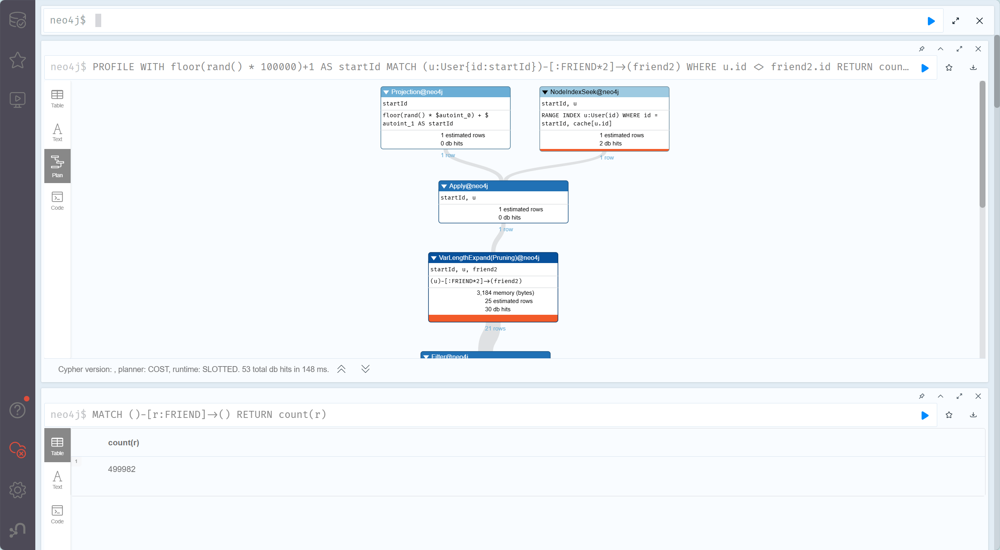 neo4j$
neo4j$ PROFILE WITH floor(rand() * 100000)+1 AS startId MATCH (u:User{id:startId})-[:FRIEND*2]->(friend2) WHERE u.id <> friend2.id RETURN coun…
Table
Text
Plan
Code
Projection@neo4j
startId
floor(rand() * $autoint_0) + $
autoint_1 AS startId
1 estimated rows
0 db hits
1 row
NodeIndexSeek@neo4j
startId, u
RANGE INDEX u:User(id) WHERE id =
startId, cache[u.id]
1 estimated rows
2 db hits
1 row
Apply@neo4j
startId, u
1 estimated rows
0 db hits
1 row
VarLengthExpand(Pruning)@neo4j
startId, u, friend2
(u)-[:FRIEND*2]->(friend2)
3,184 memory (bytes)
25 estimated rows
30 db hits
21 rows
Filter@neo4j
Cypher version: , planner: COST, runtime: SLOTTED. 53 total db hits in 148 ms.
neo4j$ MATCH ()-[r:FRIEND]->() RETURN count(r)
Table
Text
Code
count(r)
1
499982